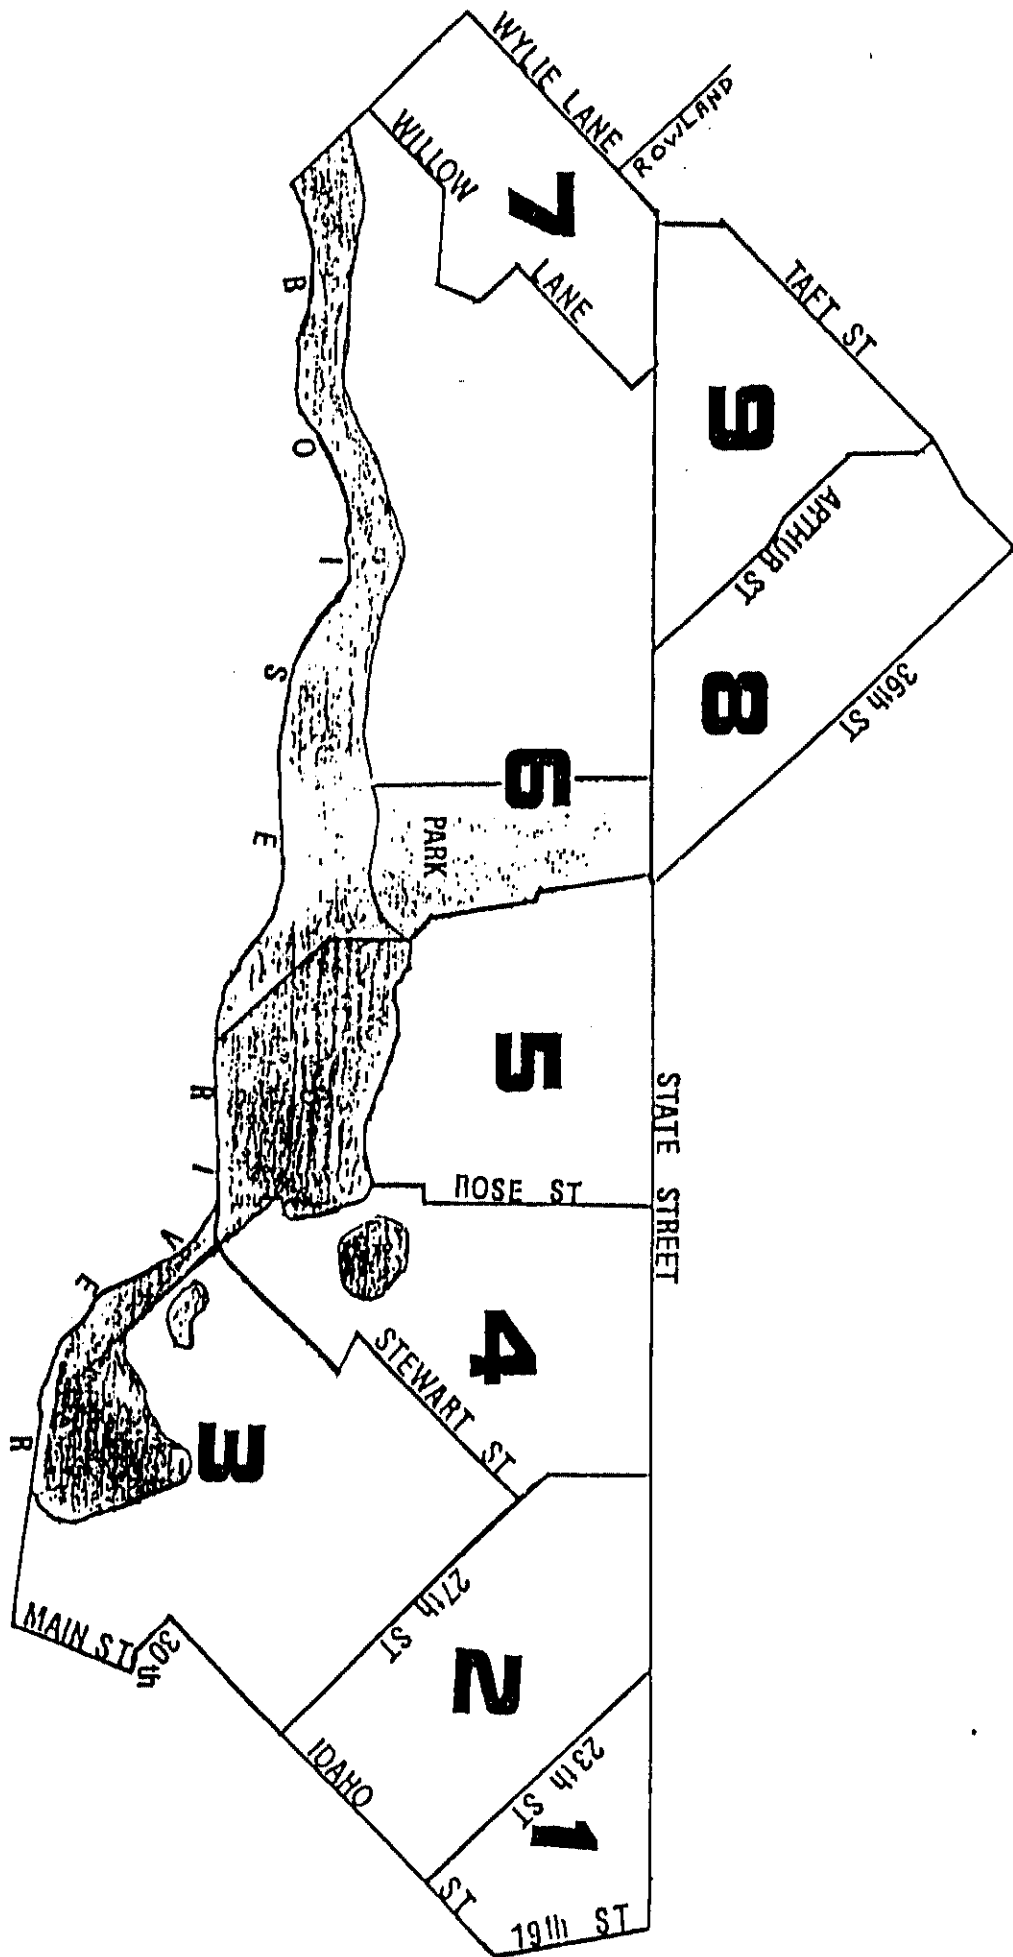 WYLIE LANE
ROWLAND
WILLOW
LANE
7
TAFT ST
9
ARTHUR ST
8
36th ST
6
PARK
5
STATE STREET
ROSE ST
4
STEWART ST
3
27th ST
2
23th ST
1
19th ST
IDAHO ST
30th
MAIN ST
BOISE RIVER